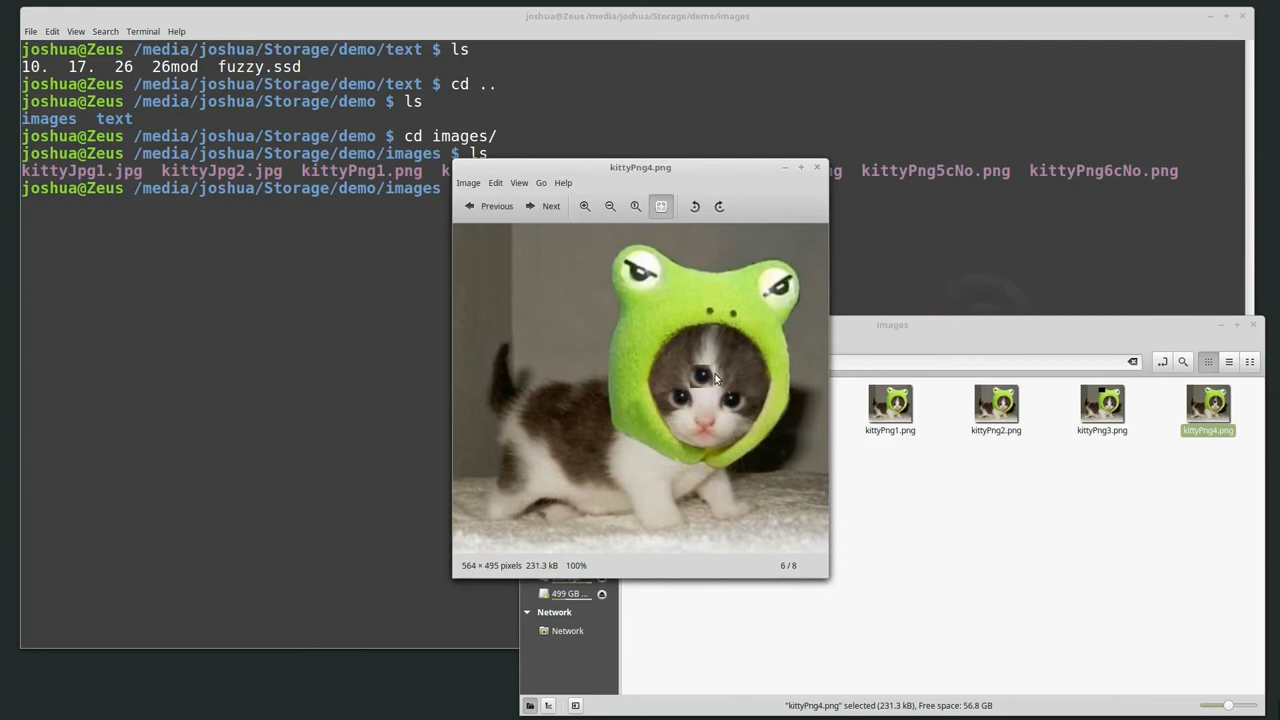 joshua@Zeus /media/joshua/Storage/demo/images
File Edit View Search Terminal Help
joshua@Zeus /media/joshua/Storage/demo/text $ ls
10. 17. 26 26mod fuzzy.ssd
joshua@Zeus /media/joshua/Storage/demo/text $ cd ..
joshua@Zeus /media/joshua/Storage/demo $ ls
images text
joshua@Zeus /media/joshua/Storage/demo $ cd images/
joshua@Zeus /media/joshua/Storage/demo/images $ ls
kittyJpg1.jpg kittyJpg2.jpg kittyPng1.png kittyPng5cNo.png kittyPng6cNo.png
joshua@Zeus /media/joshua/Storage/demo/images
kittyPng4.png
Image Edit View Go Help
Previous Next
564 × 495 pixels 231.3 kB 100% 6 / 8
images
kittyPng1.png kittyPng2.png kittyPng3.png kittyPng4.png
499 GB ...
Network
Network
"kittyPng4.png" selected (231.3 kB), Free space: 56.8 GB